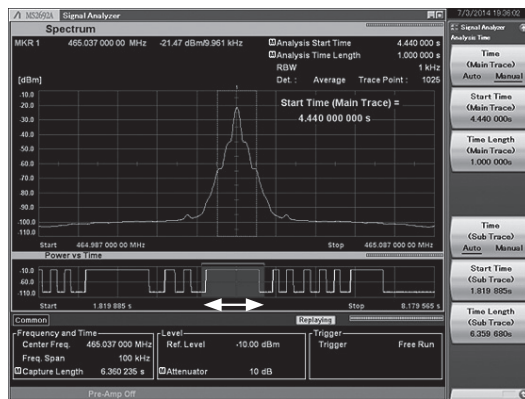 MS2692A Signal Analyzer
7/3/2014 19:36:02
Spectrum
MKR 1 465.037 000 00 MHz -21.47 dBm/9.961 kHz
Analysis Start Time 4.440 000 s
Analysis Time Length 1.000 000 s
RBW 1 kHz
Det. : Average Trace Point : 1025
[dBm]
1
-10.0
-20.0
-30.0
-40.0
-50.0
-60.0
-70.0
-80.0
-90.0
-100.0
-110.0
Start Time (Main Trace) =
4.440 000 000 s
Start 464.987 000 00 MHz Stop 465.087 000 00 MHz
Power vs Time
-10.0
-60.0
-110.0
Start 1.819 885 s Stop 8.179 565 s
Common Replaying
Frequency and Time
Center Freq. 465.037 000 MHz
Freq. Span 100 kHz
Capture Length 6.360 235 s
Level
Ref. Level -10.00 dBm
Attenuator 10 dB
Trigger
Trigger Free Run
Pre-Amp Off
Signal Analyzer
Analysis Time
Time
(Main Trace)
Auto Manual
Start Time
(Main Trace)
4.440 000s
Time Length
(Main Trace)
1.000 000s
Time
(Sub Trace)
Auto Manual
Start Time
(Sub Trace)
1.819 885s
Time Length
(Sub Trace)
6.359 680s